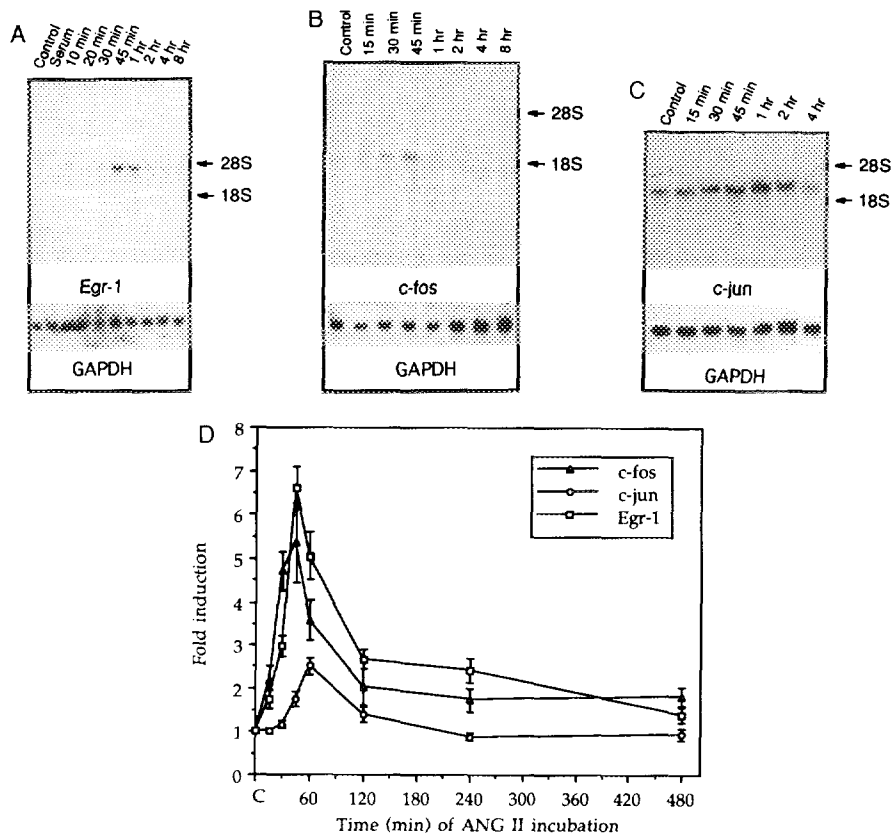 A
Control
Serum
10 min
20 min
30 min
45 min
1 hr
2 hr
4 hr
8 hr
28S
18S
Egr-1
GAPDH
B
Control
15 min
30 min
45 min
1 hr
2 hr
4 hr
8 hr
28S
18S
c-fos
GAPDH
C
Control
15 min
30 min
45 min
1 hr
2 hr
4 hr
28S
18S
c-jun
GAPDH
D
8
7
6
5
4
3
2
1
0
Fold induction
c-fos
c-jun
Egr-1
C 60 120 180 240 300 360 420 480
Time (min) of ANG II incubation